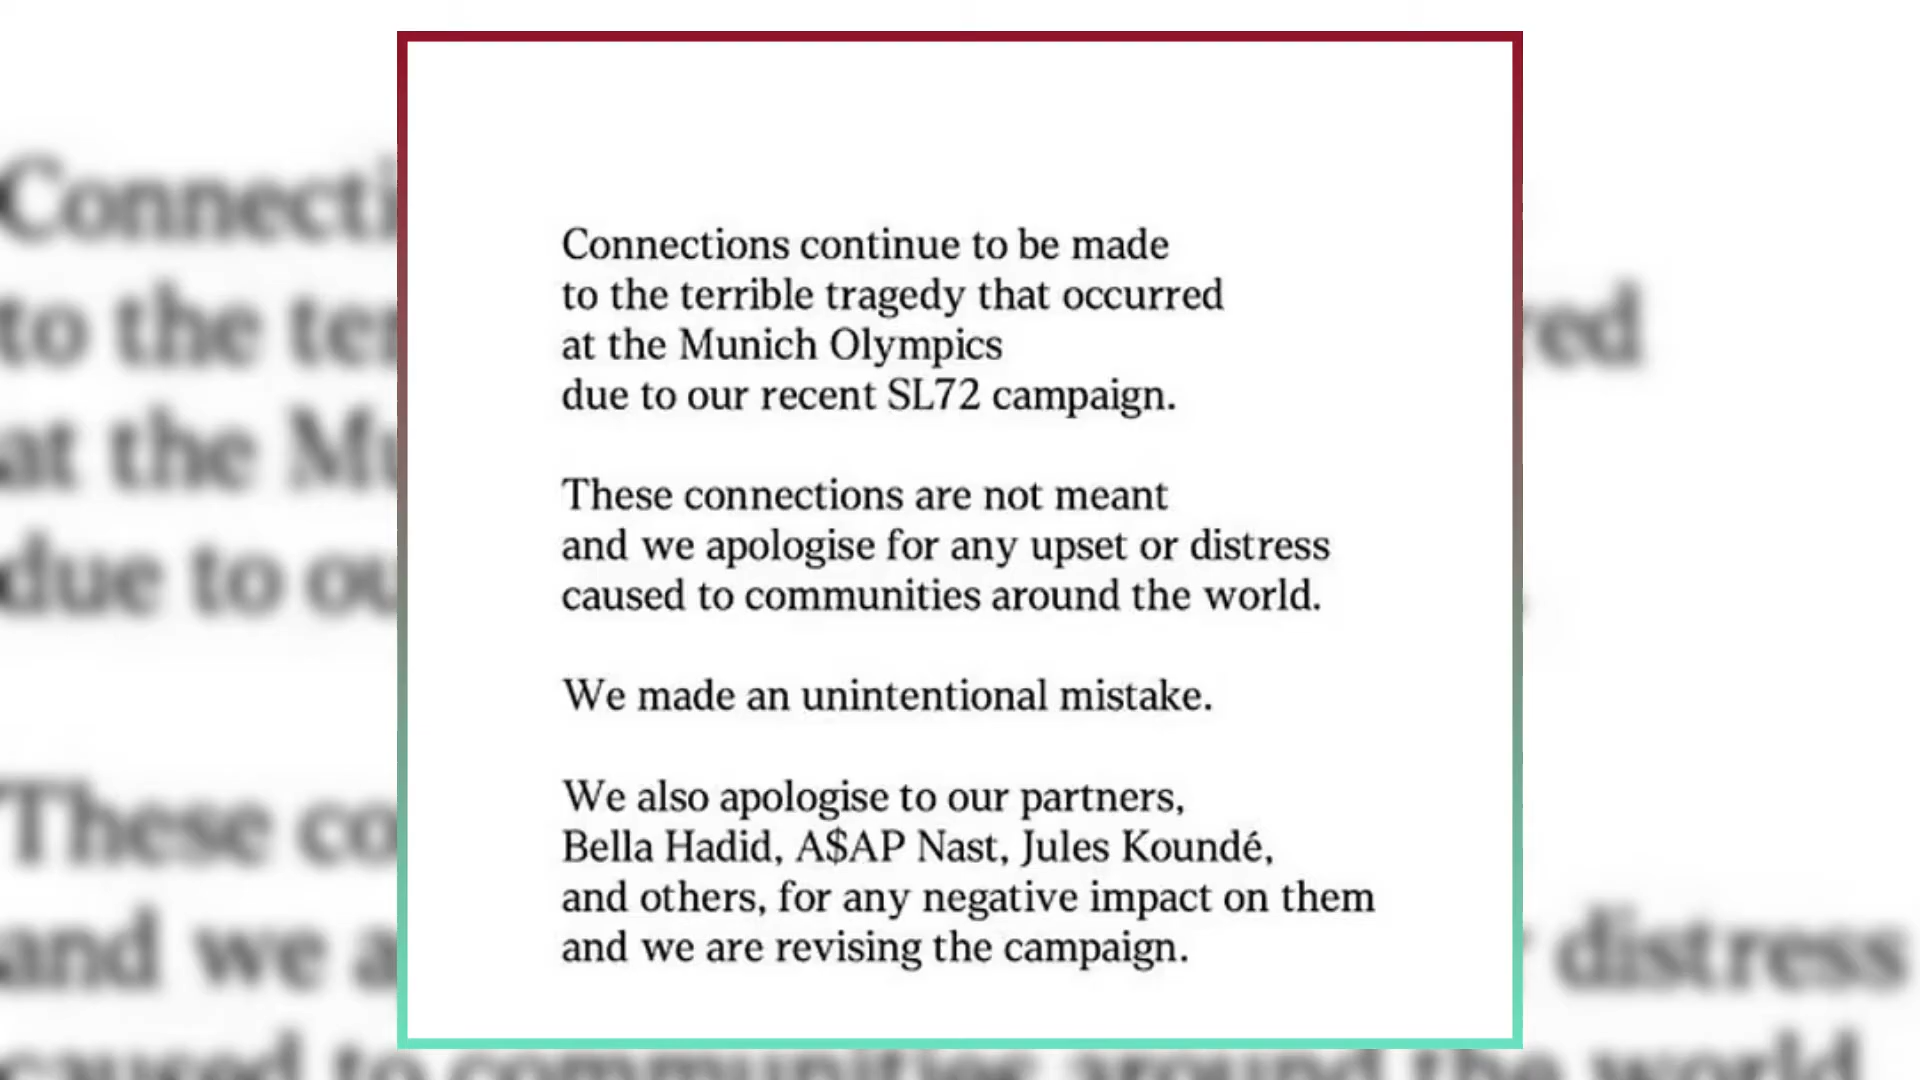 Connections continue to be made
to the terrible tragedy that occurred
at the Munich Olympics
due to our recent SL72 campaign.
These connections are not meant
and we apologise for any upset or distress
caused to communities around the world.
We made an unintentional mistake.
We also apologise to our partners,
Bella Hadid, A$AP Nast, Jules Koundé,
and others, for any negative impact on them
and we are revising the campaign.